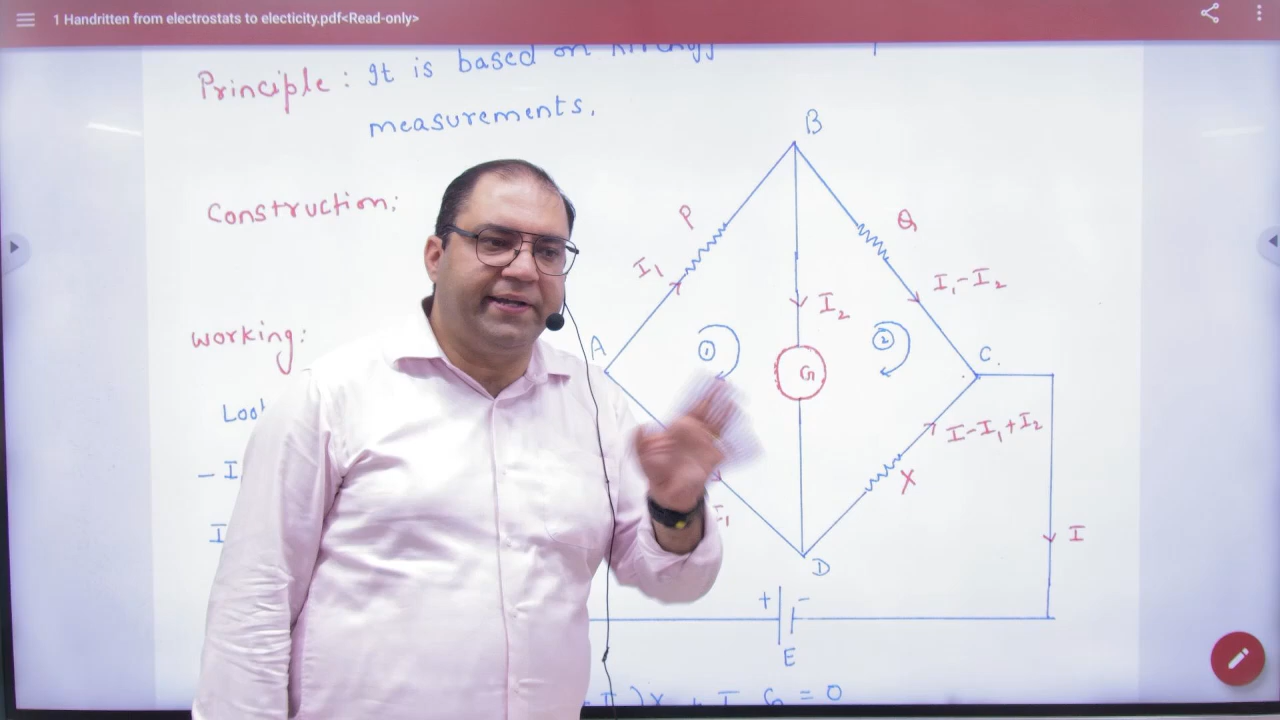 1 Handritten from electrostats to electicity.pdf<Read-only>
Principle : It is based on
measurements.
Construction:
Working:
- I
I
B
P
Q
I₁
I₁-I₂
I₂
A
1
2
C.
G
I-I₁+I₂
X
I
D
+ -
E
G = 0